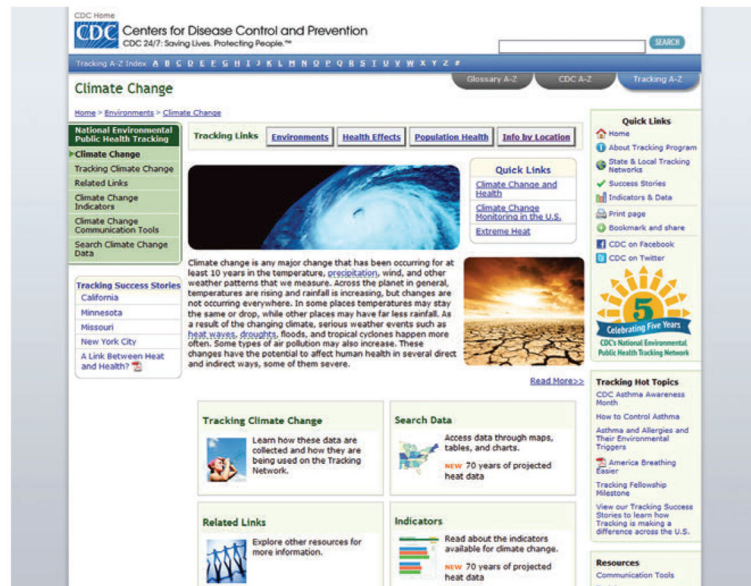 CDC Home
CDC
Centers for Disease Control and Prevention
CDC 24/7: Saving Lives. Protecting People.™
SEARCH
Tracking A-Z Index A B C D E F G H I J K L M N O P Q R S T U V W X Y Z #
Glossary A-Z
CDC A-Z
Tracking A-Z
Climate Change
Home > Environments > Climate Change
National Environmental
Public Health Tracking
Climate Change
Tracking Climate Change
Related Links
Climate Change
Indicators
Climate Change
Communication Tools
Search Climate Change
Data
Tracking Success Stories
California
Minnesota
Missouri
New York City
A Link Between Heat
and Health?
Tracking Links
Environments
Health Effects
Population Health
Info by Location
Quick Links
Climate Change and
Health
Climate Change
Monitoring in the U.S.
Extreme Heat
Climate change is any major change that has been occurring for at
least 10 years in the temperature, precipitation, wind, and other
weather patterns that we measure. Across the planet in general,
temperatures are rising and rainfall is increasing, but changes are
not occurring everywhere. In some places temperatures may stay
the same or drop, while other places may have far less rainfall. As
a result of the changing climate, serious weather events such as
heat waves, droughts, floods, and tropical cyclones happen more
often. Some types of air pollution may also increase. These
changes have the potential to affect human health in several direct
and indirect ways, some of them severe.
Read More>>
Tracking Climate Change
Learn how these data are
collected and how they are
being used on the Tracking
Network.
Search Data
Access data through maps,
tables, and charts.
NEW 70 years of projected
heat data
Related Links
Explore other resources for
more information.
Indicators
Read about the indicators
available for climate change.
NEW 70 years of projected
heat data
Quick Links
Home
About Tracking Program
State & Local Tracking
Networks
Success Stories
Indicators & Data
Print page
Bookmark and share
CDC on Facebook
CDC on Twitter
5
Celebrating Five Years
CDC's National Environmental
Public Health Tracking Network
Tracking Hot Topics
CDC Asthma Awareness
Month
How to Control Asthma
Asthma and Allergies and
Their Environmental
Triggers
America Breathing
Easier
Tracking Fellowship
Milestone
View our Tracking Success
Stories to learn how
Tracking is making a
difference across the U.S.
Resources
Communication Tools